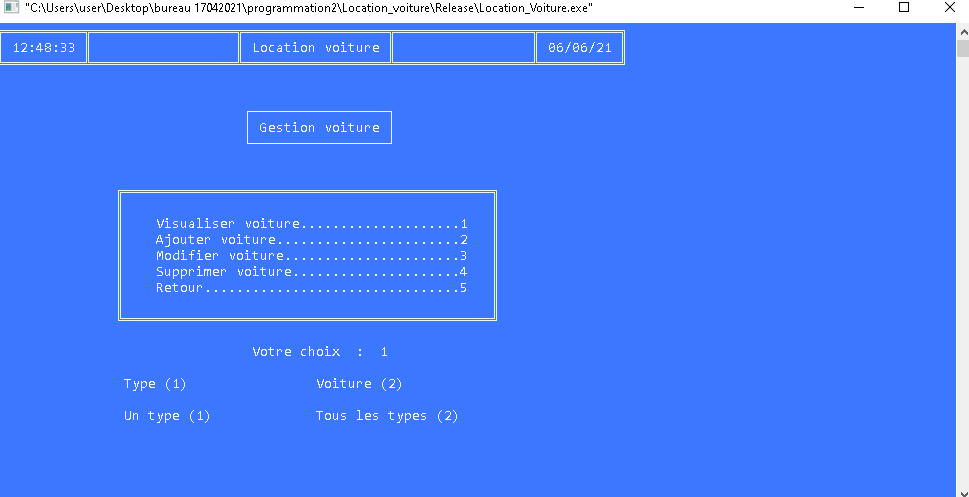 "C:\Users\user\Desktop\bureau 17042021\programmation2\Location_voiture\Release\Location_Voiture.exe"
12:48:33 Location voiture 06/06/21
Gestion voiture
Visualiser voiture....................1
Ajouter voiture.......................2
Modifier voiture......................3
Supprimer voiture.....................4
Retour................................5
Votre choix : 1
Type (1) Voiture (2)
Un type (1) Tous les types (2)